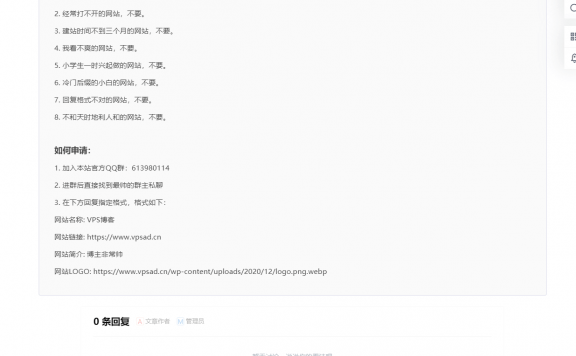 2. 经常打不开的网站，不要。
3. 建站时间不到三个月的网站，不要。
4. 我看不爽的网站，不要。
5. 小学生一时兴起做的网站，不要。
6. 冷门后缀的小白的网站，不要。
7. 回复格式不对的网站，不要。
8. 不和天时地利人和的网站，不要。
如何申请：
1. 加入本站官方QQ群：613980114
2. 进群后直接找到最帅的群主私聊
3. 在下方回复指定格式，格式如下：
网站名称: VPS博客
网站链接: https://www.vpsad.cn
网站简介: 博主非常帅
网站LOGO: https://www.vpsad.cn/wp-content/uploads/2020/12/logo.png.webp
0 条回复 A 文章作者 M 管理员